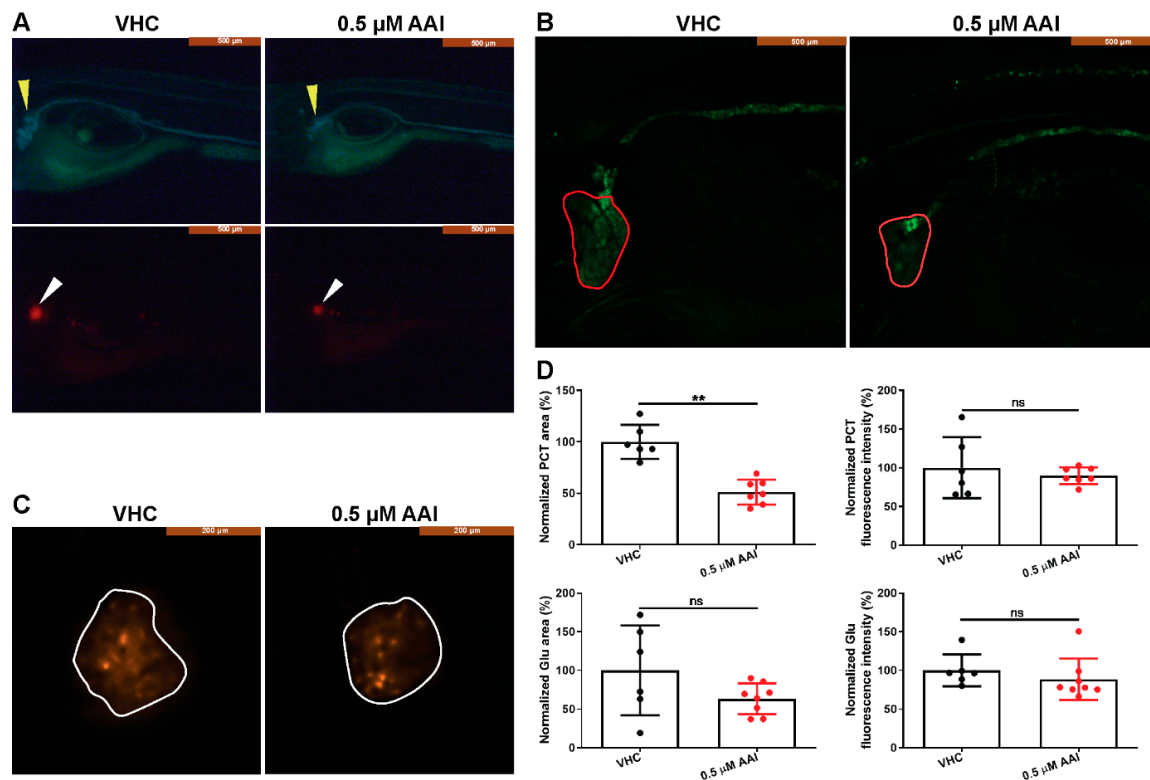 A
VHC
0.5 µM AAI
500 µm
500 µm
500 µm
500 µm
B
VHC
0.5 µM AAI
500 µm
500 µm
C
VHC
0.5 µM AAI
200 µm
200 µm
D
Normalized PCT area (%)
150
100
50
0
**
VHC
0.5 µM AAI
Normalized PCT
fluorescence intensity (%)
200
150
100
50
0
ns
VHC
0.5 µM AAI
Normalized Glu area (%)
200
150
100
50
0
ns
VHC
0.5 µM AAI
Normalized Glu
fluorescence intensity (%)
200
150
100
50
0
ns
VHC
0.5 µM AAI